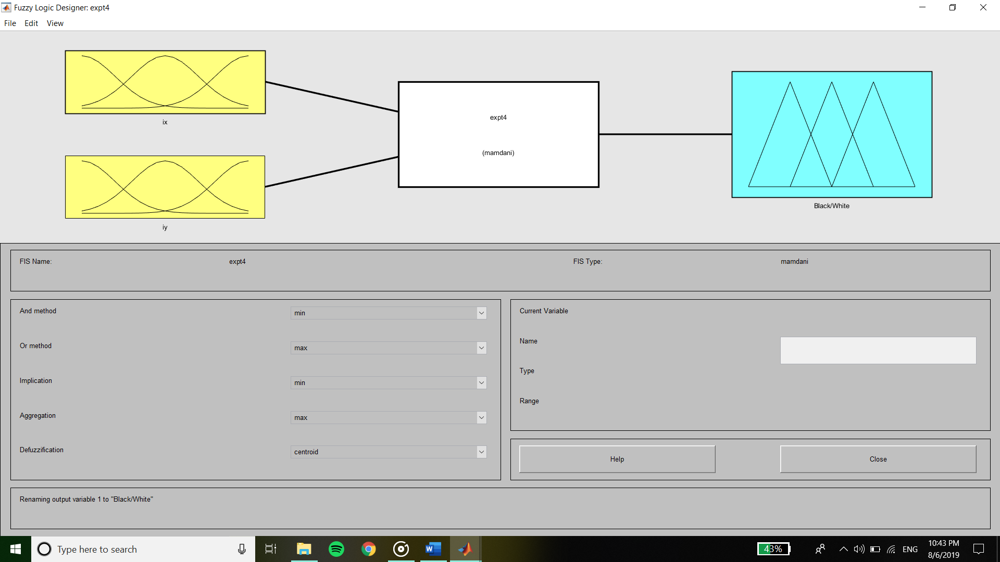 Fuzzy Logic Designer: expt4
File Edit View
ix
iy
expt4
(mamdani)
Black/White
FIS Name: expt4 FIS Type: mamdani
And method min
Or method max
Implication min
Aggregation max
Defuzzification centroid
Current Variable
Name
Type
Range
Help Close
Renaming output variable 1 to "Black/White"
Type here to search
43%
ENG
10:43 PM
8/6/2019